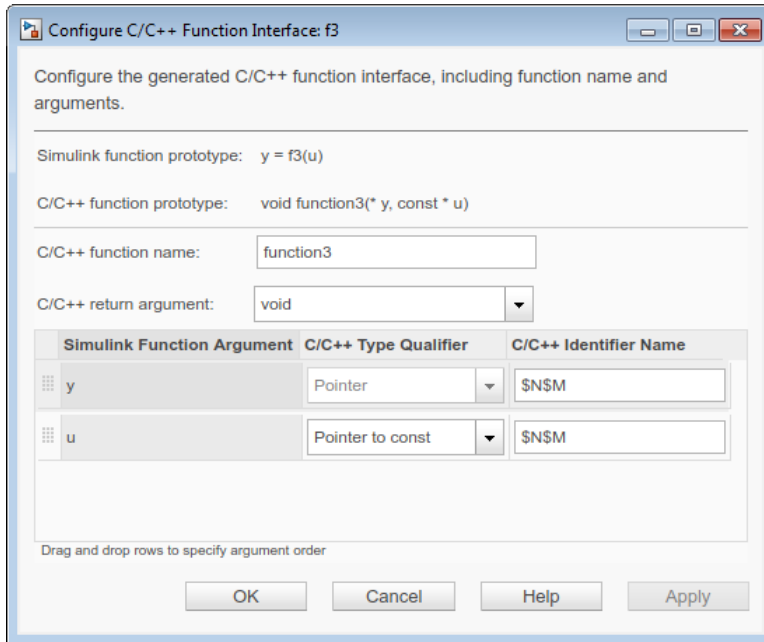 Configure C/C++ Function Interface: f3
Configure the generated C/C++ function interface, including function name and
arguments.
Simulink function prototype: y = f3(u)
C/C++ function prototype: void function3(* y, const * u)
C/C++ function name: function3
C/C++ return argument: void
Simulink Function Argument C/C++ Type Qualifier C/C++ Identifier Name
y Pointer $N$M
u Pointer to const $N$M
Drag and drop rows to specify argument order
OK Cancel Help Apply